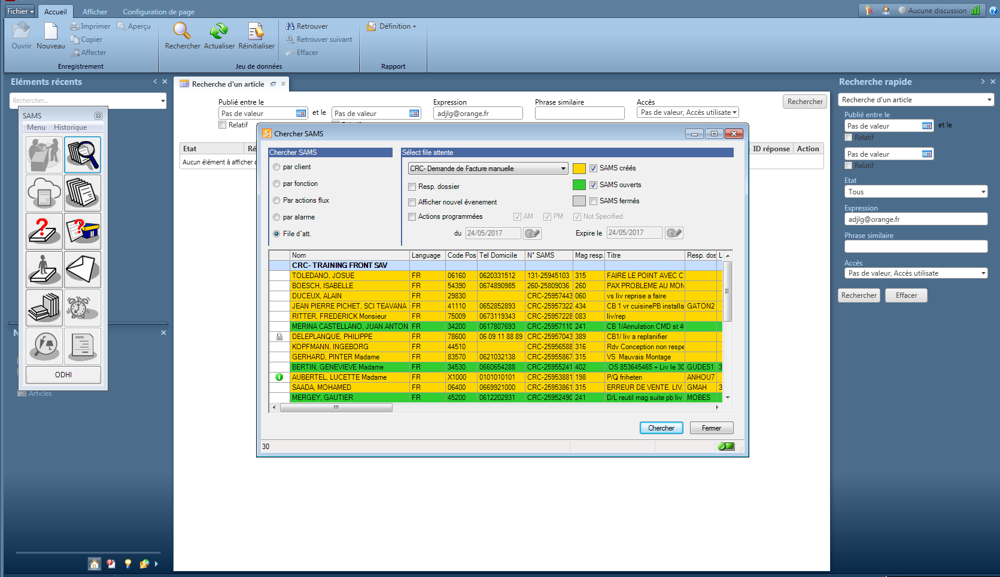 Fichier
Accueil
Afficher
Configuration de page
Aucune discussion
Ouvrir
Nouveau
Imprimer
Aperçu
Copier
Affecter
Enregistrement
Rechercher
Actualiser
Réinitialiser
Retrouver
Retrouver suivant
Effacer
Jeu de données
Définition
Rapport
Eléments récents
Rechercher...
SAMS
Menu Historique
ODHI
Articles
Recherche d'un article
Publié entre le
Pas de valeur
et le
Pas de valeur
Relatif
Expression
adjlg@orange.fr
Phrase similaire
Accès
Pas de valeur, Accès utilisate
Rechercher
Etat
Ré
ID réponse
Action
Aucun élément à afficher
Chercher SAMS
Chercher SAMS
par client
par fonction
Par actions flux
par alarme
File d´att.
Sélect file attente
CRC- Demande de Facture manuelle
SAMS créés
Resp. dossier
SAMS ouverts
Afficher nouvel évenement
SAMS fermés
Actions programmées
AM
PM
Not Specified
du
24/05/2017
Expire le
24/05/2017
Nom Language Code Pos Tel Domicile N° SAMS Mag resp. Titre Resp. dos L
CRC- TRAINING FRONT SAV
TOLEDANO, JOSUE FR 06160 0620331512 131-25945103 315 FAIRE LE POINT AVEC C
BOESCH, ISABELLE FR 54390 0674890985 260-25809036 260 PAX PROBLEME AU MON
DUCEUX, ALAIN FR 29830 CRC-25957443 060 vs liv reprise a faire
JEAN PIERRE PICHET, SCI TEAVANA FR 41110 0652852893 CRC-25957322 434 CB 1 vr cuisinePB installa GATON2
RITTER, FREDERICK Monsieur FR 75009 0673119343 CRC-25957228 083 liv/rep
MERINA CASTELLANO, JUAN ANTON FR 34200 0617807693 CRC-25957110 241 CB 1/Annulation CMD st 4
DELEPLANQUE, PHILIPPE FR 78600 06 09 11 88 89 CRC-25957043 389 CB1/ liv a replanifier
KOPFMANN, INGEBORG FR 44510 CRC-25956588 316 Rdv Conception non respe
GERHARD, PINTER Madame FR 83570 0621032138 CRC-25955867 315 VS Mauvais Montage
BERTIN, GENEVIEVE Madame FR 34530 0660654288 CRC-25955241 402 OS 853645465 + Liv le 30 GUDES1 3
AUBERTEL, LUCETTE Madame FR X1000 0101010101 CRC-25953881 198 P/Q friheten ANHOU7
SAADA, MOHAMED FR 06400 0669921000 CRC-25953861 315 ERREUR DE VENTE. LIV. GMAH 3
MERGEY, GAUTIER FR 45200 0612202931 CRC-25952490 241 D/L reutil mag suite pb liv MOBES
Chercher
Fermer
30
Recherche rapide
Recherche d'un article
Publié entre le
Pas de valeur
et le
Relatif
Pas de valeur
Relatif
Etat
Tous
Expression
adjlg@orange.fr
Phrase similaire
Accès
Pas de valeur, Accès utilisate
Rechercher
Effacer